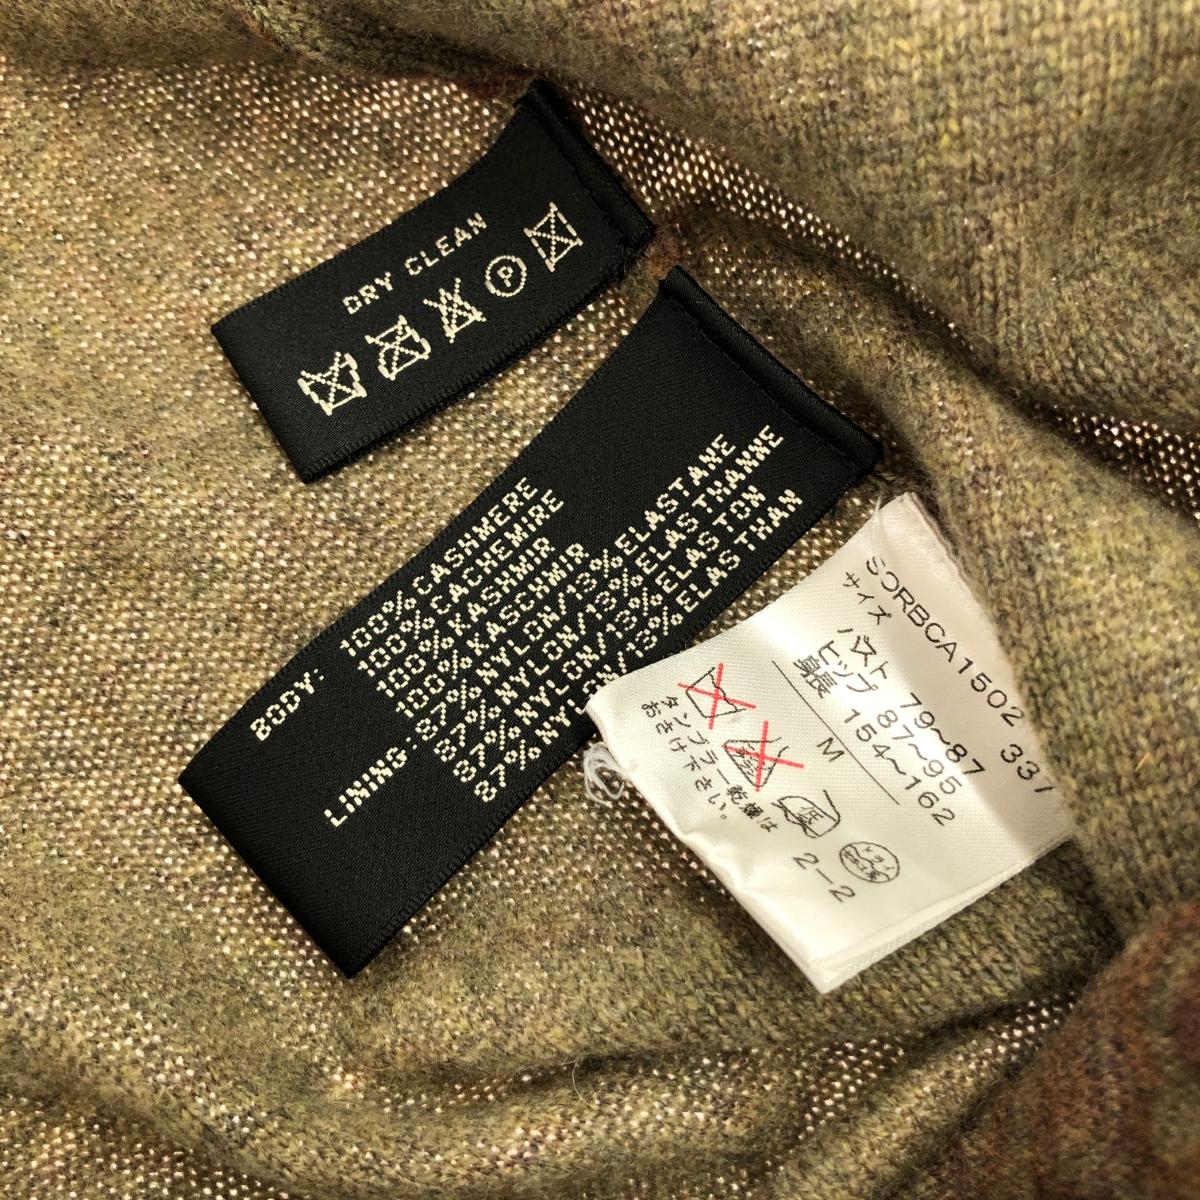 DRY CLEAN
P
BODY: 100%CASHMERE
100%CACHEMIRE
100%KASHMIR
100%KASCHMIR
LINING:87%NYLON/13%ELASTANE
87%NYLON/13%ELASTHANNE
87%NYLON/13%ELASTON
87%NYLON/13%ELASTHAN
SORBCA1502 337
サイズ
バスト 79~87
ヒップ 87~95
身長 154~162
M
タンブラー乾燥は
おさけ下さい。
2-2